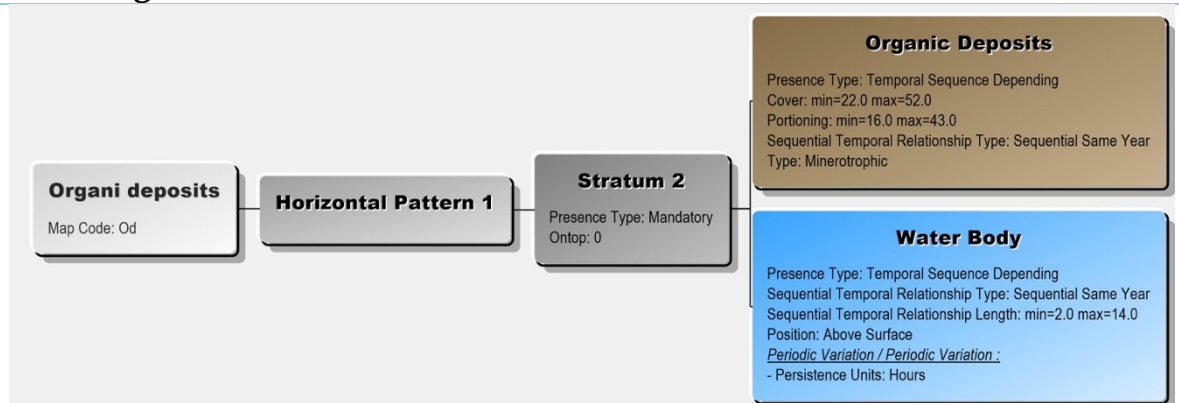 Organi deposits
Map Code: Od
Horizontal Pattern 1
Stratum 2
Presence Type: Mandatory
Ontop: 0
Organic Deposits
Presence Type: Temporal Sequence Depending
Cover: min=22.0 max=52.0
Portioning: min=16.0 max=43.0
Sequential Temporal Relationship Type: Sequential Same Year
Type: Minerotrophic
Water Body
Presence Type: Temporal Sequence Depending
Sequential Temporal Relationship Type: Sequential Same Year
Sequential Temporal Relationship Length: min=2.0 max=14.0
Position: Above Surface
Periodic Variation / Periodic Variation :
- Persistence Units: Hours